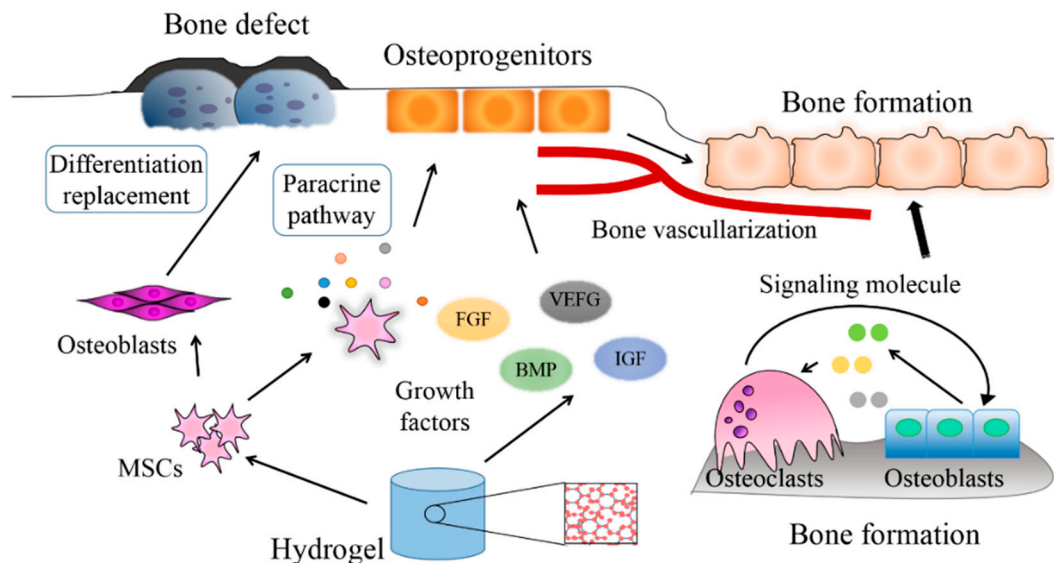 Bone defect
Osteoprogenitors
Bone formation
Differentiation
replacement
Paracrine
pathway
Bone vascullarization
Signaling molecule
VEFG
FGF
BMP
IGF
Osteoblasts
Growth
factors
MSCs
Osteoclasts
Osteoblasts
Hydrogel
Bone formation